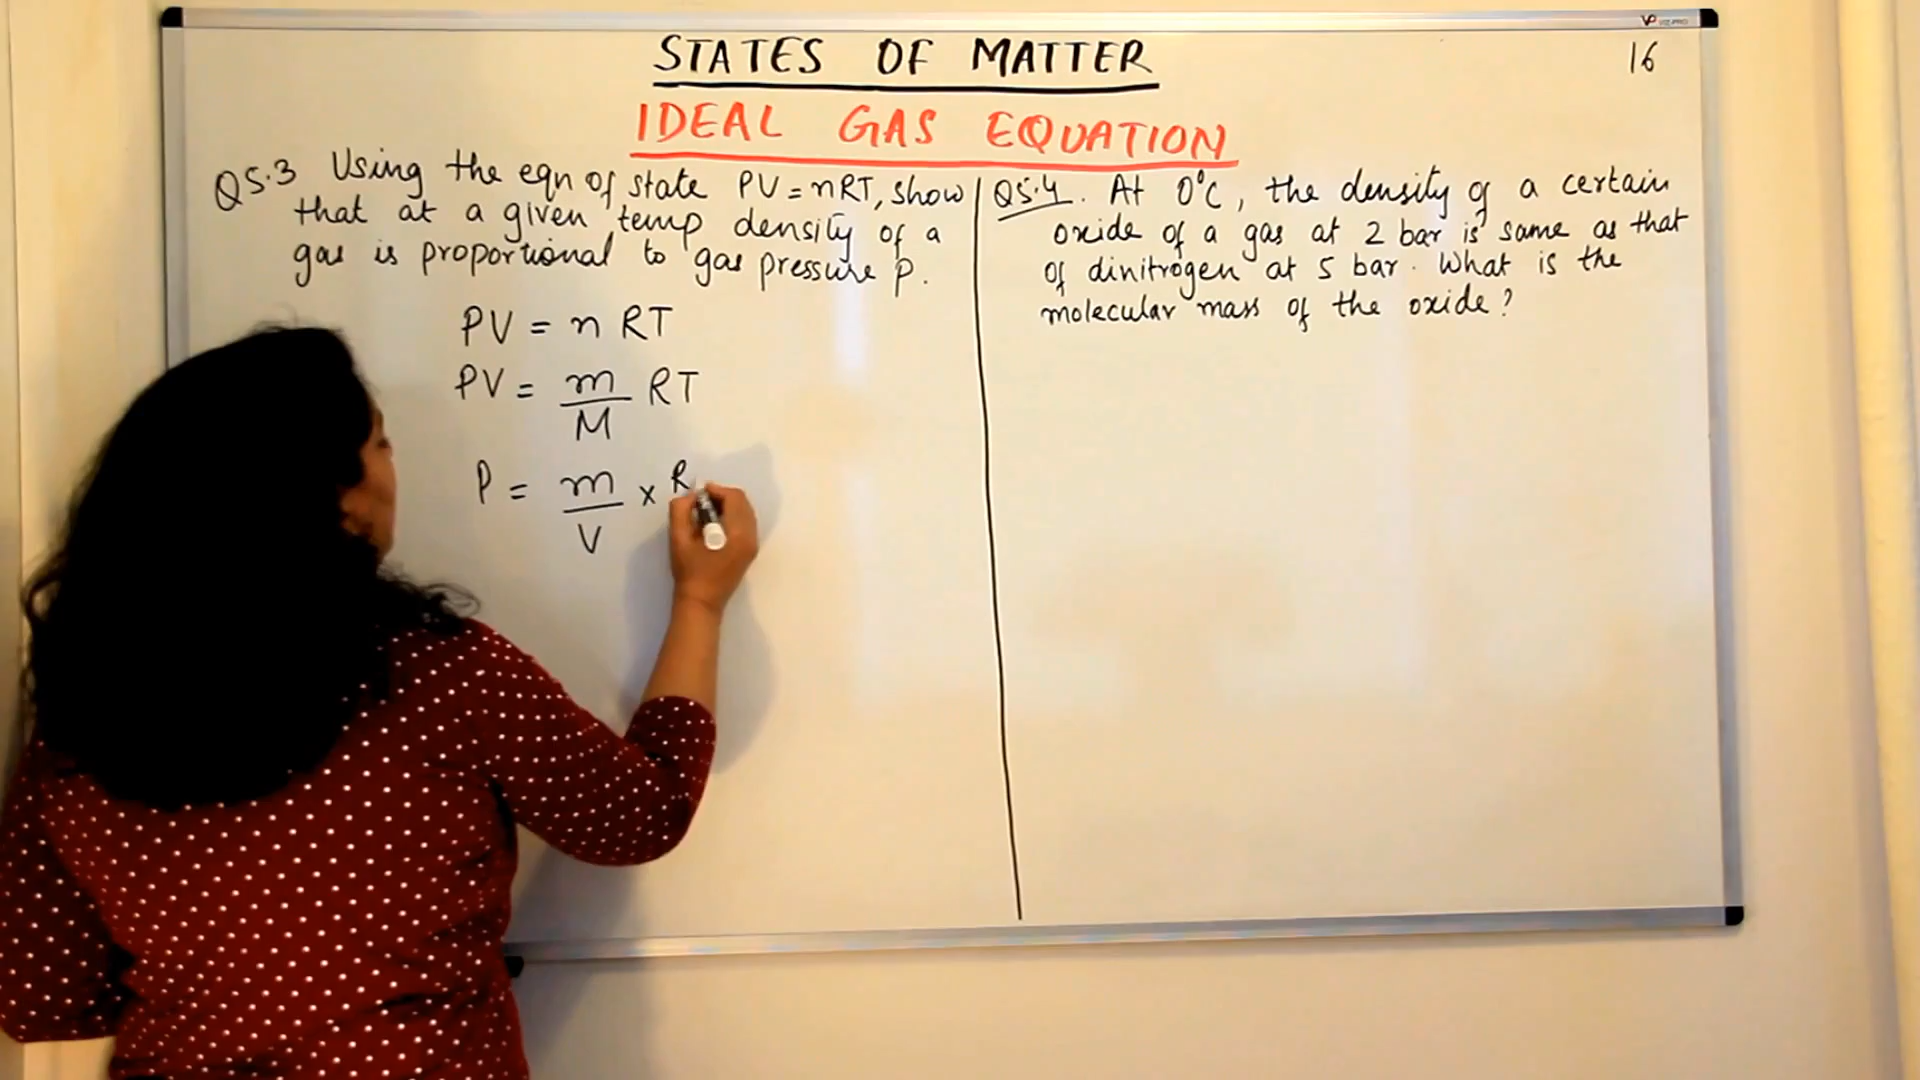 STATES OF MATTER
16
IDEAL GAS EQUATION
Q5.3 Using the eqn of state PV = nRT, show
that at a given temp density of a
gas is proportional to gas pressure P.
PV = n RT
PV = m/M RT
P = m/V × R
Q5.4. At 0°C, the density of a certain
oxide of a gas at 2 bar is same as that
of dinitrogen at 5 bar. What is the
molecular mass of the oxide?